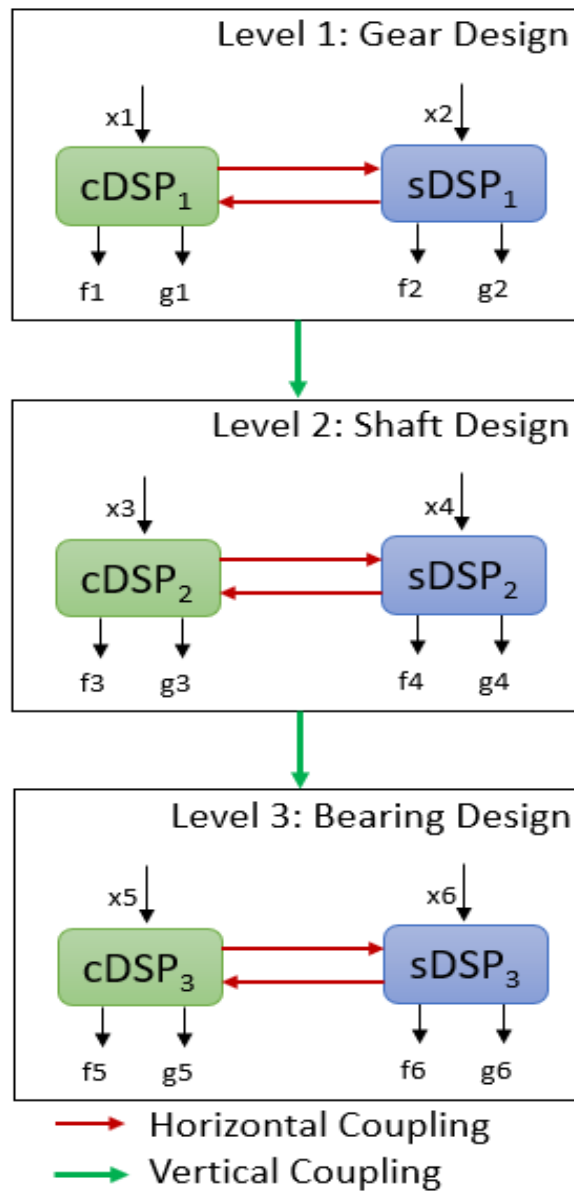 Level 1: Gear Design
x1 x2
cDSP₁ sDSP₁
f1 g1 f2 g2
Level 2: Shaft Design
x3 x4
cDSP₂ sDSP₂
f3 g3 f4 g4
Level 3: Bearing Design
x5 x6
cDSP₃ sDSP₃
f5 g5 f6 g6
Horizontal Coupling
Vertical Coupling